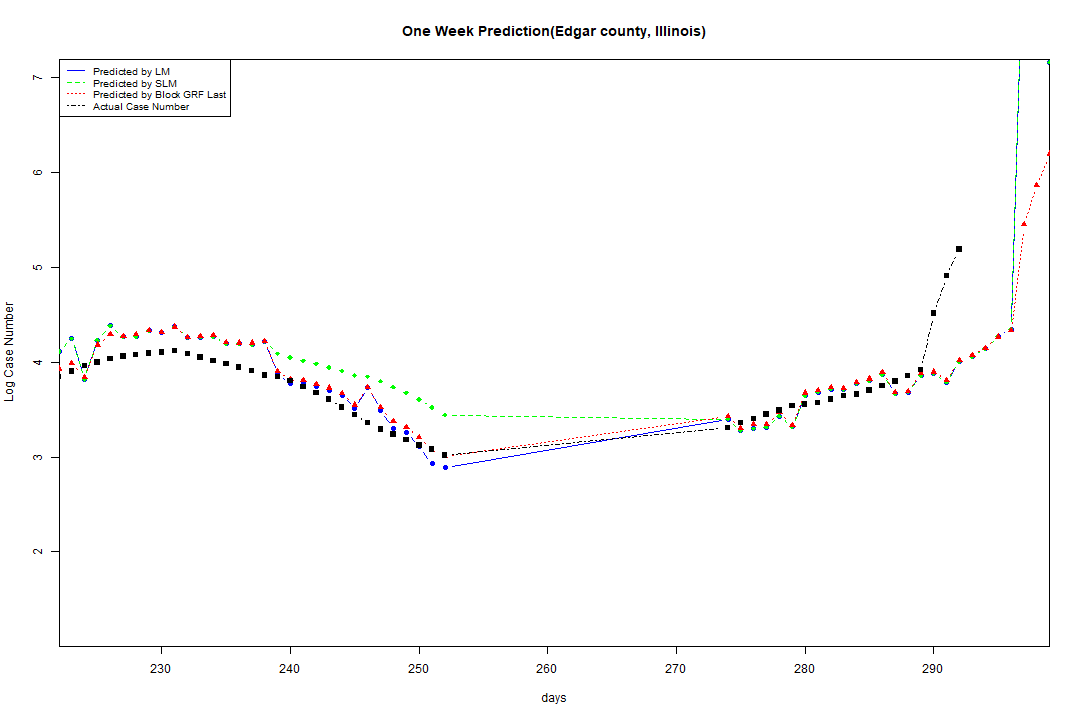 One Week Prediction(Edgar county, Illinois)
Predicted by LM
Predicted by SLM
Predicted by Block GRF Last
Actual Case Number
7
6
5
4
3
2
Log Case Number
230 240 250 260 270 280 290
days